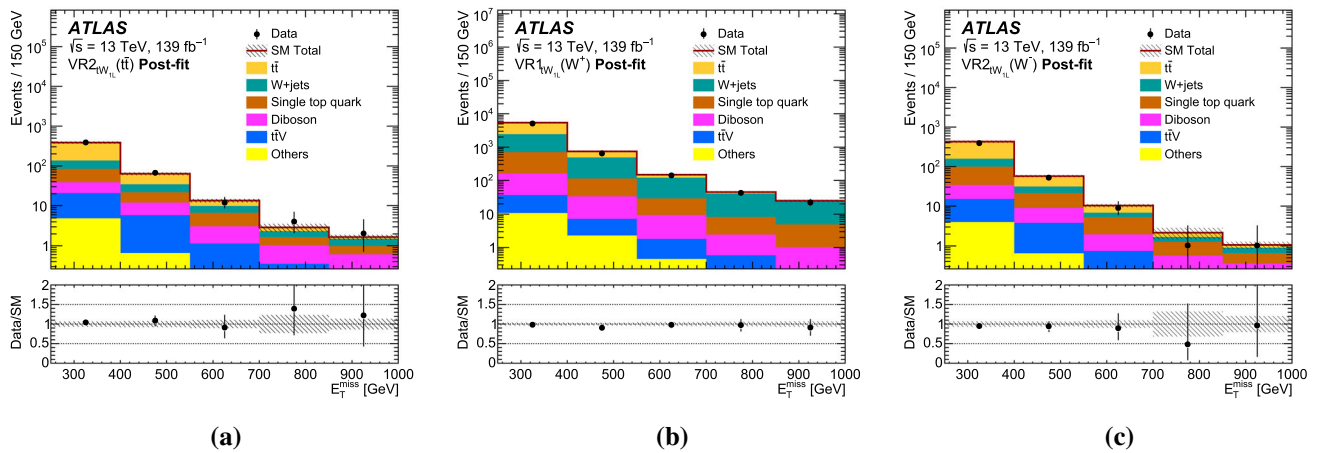 ATLAS
√s = 13 TeV, 139 fb⁻¹
VR2tW1L(tt̄) Post-fit
Data
SM Total
tt̄
W+jets
Single top quark
Diboson
tt̄V
Others
Events / 150 GeV
10⁵
10⁴
10³
10²
10
1
Data/SM
2
1.5
1
0.5
0
300 400 500 600 700 800 900 1000
E_T^miss [GeV]
(a)
ATLAS
√s = 13 TeV, 139 fb⁻¹
VR1tW1L(W⁺) Post-fit
Data
SM Total
tt̄
W+jets
Single top quark
Diboson
tt̄V
Others
Events / 150 GeV
10⁷
10⁶
10⁵
10⁴
10³
10²
10
1
Data/SM
2
1.5
1
0.5
0
300 400 500 600 700 800 900 1000
E_T^miss [GeV]
(b)
ATLAS
√s = 13 TeV, 139 fb⁻¹
VR2tW1L(W⁻) Post-fit
Data
SM Total
tt̄
W+jets
Single top quark
Diboson
tt̄V
Others
Events / 150 GeV
10⁵
10⁴
10³
10²
10
1
Data/SM
2
1.5
1
0.5
0
300 400 500 600 700 800 900 1000
E_T^miss [GeV]
(c)